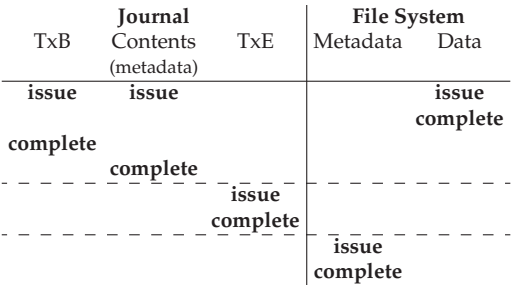 Journal File System
TxB Contents TxE Metadata Data
(metadata)
issue issue issue
complete
complete
complete
issue
complete
issue
complete